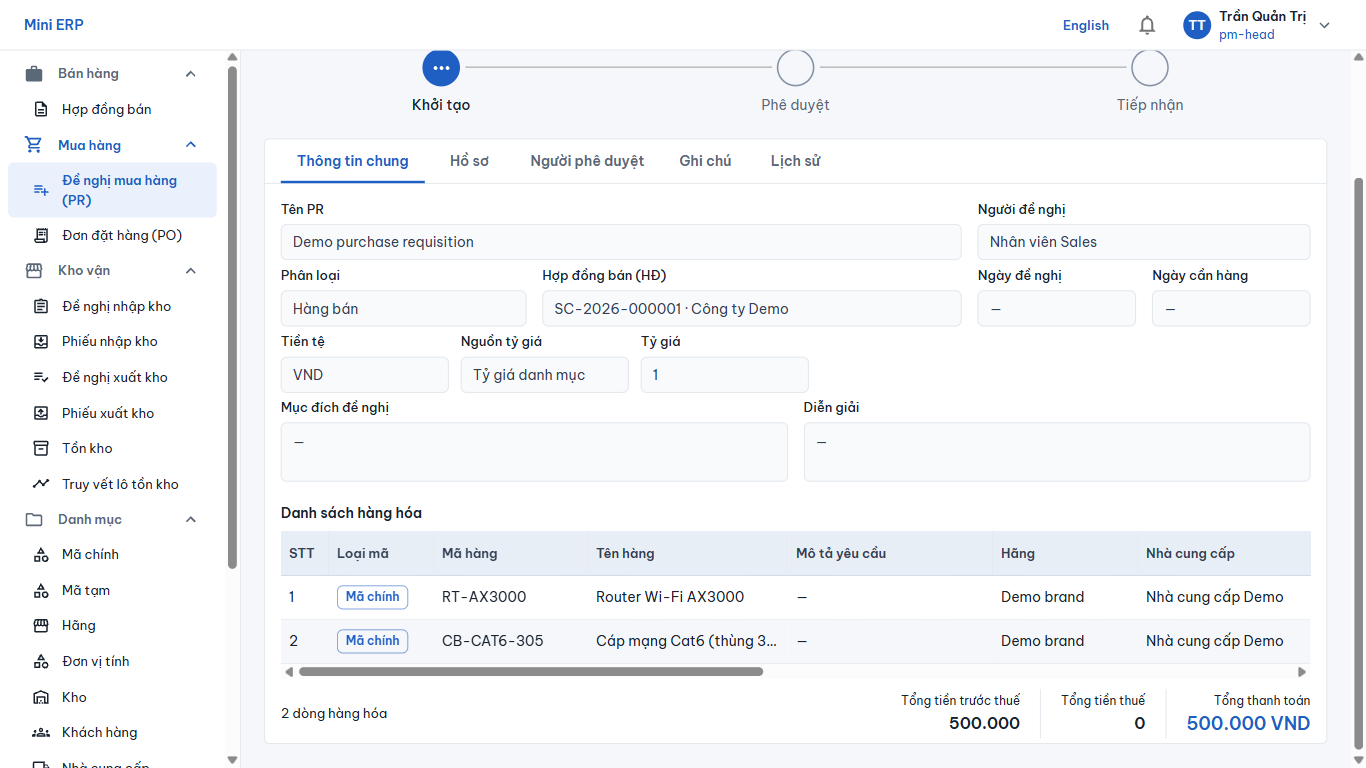 Mini ERP
English
TT
Trần Quản Trị
pm-head
Bán hàng
Hợp đồng bán
Mua hàng
Đề nghị mua hàng
(PR)
Đơn đặt hàng (PO)
Kho vận
Đề nghị nhập kho
Phiếu nhập kho
Đề nghị xuất kho
Phiếu xuất kho
Tồn kho
Truy vết lô tồn kho
Danh mục
Mã chính
Mã tạm
Hãng
Đơn vị tính
Kho
Khách hàng
Nhà cung cấp
Khởi tạo
Phê duyệt
Tiếp nhận
Thông tin chung
Hồ sơ
Người phê duyệt
Ghi chú
Lịch sử
Tên PR
Người đề nghị
Demo purchase requisition
Nhân viên Sales
Phân loại
Hợp đồng bán (HĐ)
Ngày đề nghị
Ngày cần hàng
Hàng bán
SC-2026-000001 · Công ty Demo
—
—
Tiền tệ
Nguồn tỷ giá
Tỷ giá
VND
Tỷ giá danh mục
1
Mục đích đề nghị
Diễn giải
—
—
Danh sách hàng hóa
STT Loại mã Mã hàng Tên hàng Mô tả yêu cầu Hãng Nhà cung cấp
1 Mã chính RT-AX3000 Router Wi-Fi AX3000 — Demo brand Nhà cung cấp Demo
2 Mã chính CB-CAT6-305 Cáp mạng Cat6 (thùng 3... — Demo brand Nhà cung cấp Demo
2 dòng hàng hóa
Tổng tiền trước thuế
500.000
Tổng tiền thuế
0
Tổng thanh toán
500.000 VND